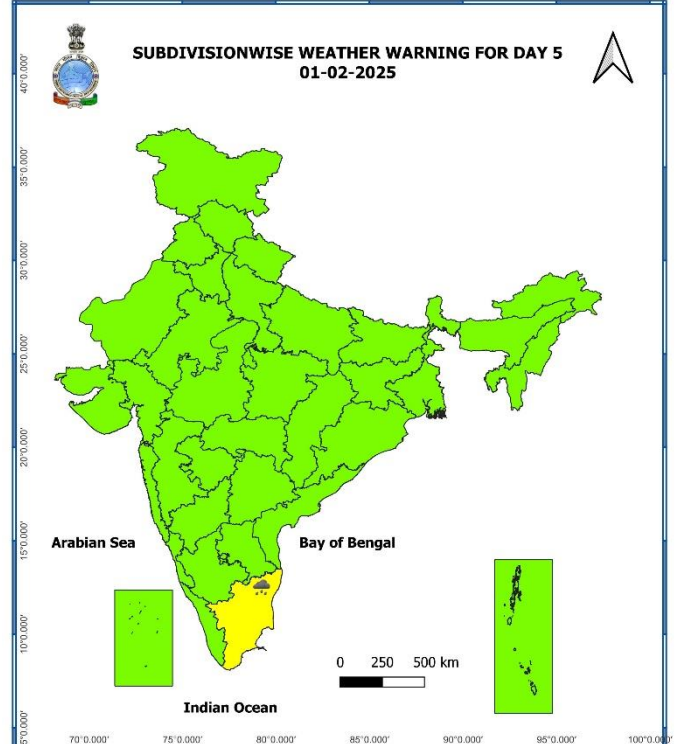 SUBDIVISIONWISE WEATHER WARNING FOR DAY 5
01-02-2025
40°0.000'
35°0.000'
30°0.000'
25°0.000'
20°0.000'
15°0.000'
10°0.000'
5°0.000'
Arabian Sea
Bay of Bengal
0 250 500 km
Indian Ocean
70°0.000' 75°0.000' 80°0.000' 85°0.000' 90°0.000' 95°0.000' 100°0.000'